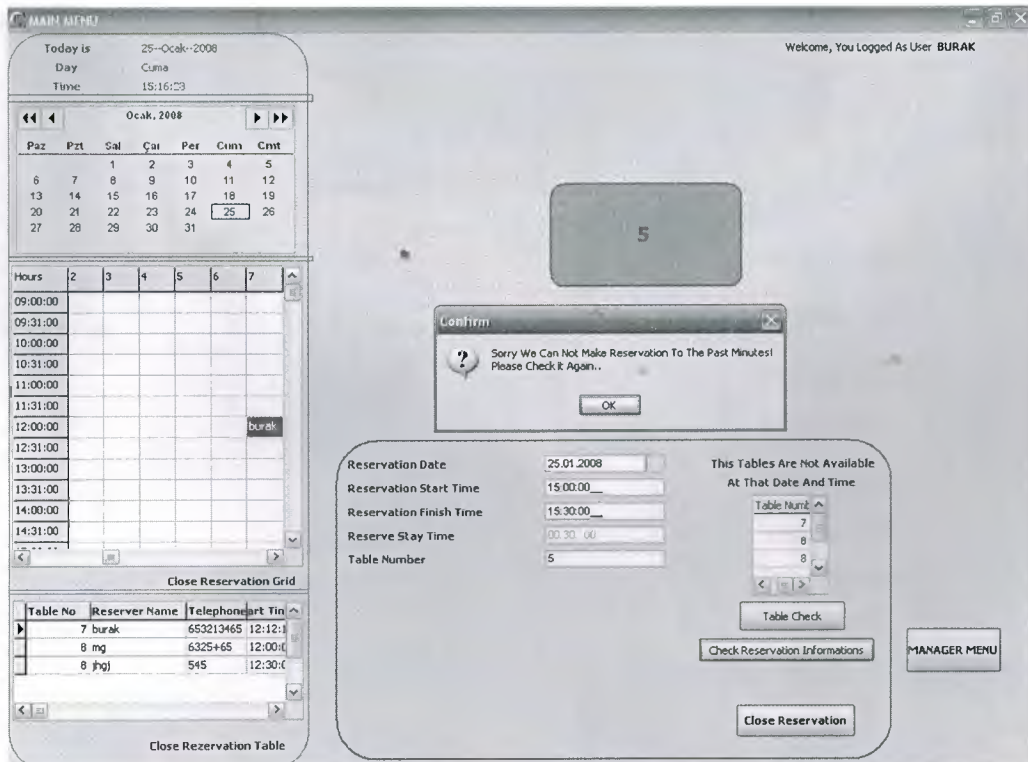 MAIN MENU
Today is 25--Ocak--2008
Day Cuma
Time
Welcome, You Logged As User BURAK
Ocak, 2008
Paz Pzt Sal Çar Per Cum Cmt
1 2 3 4 5
6 7 8 9 10 11 12
13 14 15 16 17 18 19
20 21 22 23 24 25 26
27 28 29 30 31
5
Hours 2 3 4 5 6 7
09:00:00
09:31:00
10:00:00
10:31:00
11:00:00
11:31:00
12:00:00 burak
12:31:00
13:00:00
13:31:00
14:00:00
14:31:00
Close Reservation Grid
Confirm
Sorry We Can Not Make Reservation To The Past Minutes!
Please Check it Again..
OK
Reservation Date 25.01.2008
Reservation Start Time 15:00:00__
Reservation Finish Time 15:30:00__
Reserve Stay Time 00:30:00
Table Number 5
This Tables Are Not Available
At That Date And Time
Table Numt
7
8
8
Table Check
Check Reservation Informations
Close Reservation
MANAGER MENU
Table No Reserver Name Telephone art Tin
7 burak 653213465 12:12:1
8 mg 6325+65 12:00:0
8 jhgj 545 12:30:0
Close Rezervation Table